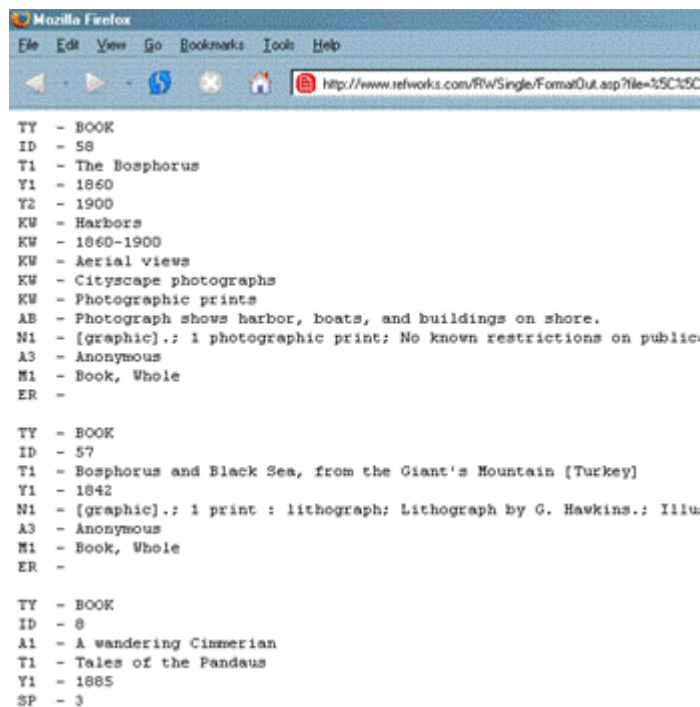 Mozilla Firefox
File Edit View Go Bookmarks Tools Help
http://www.refworks.com/RWSingle/FormatOut.asp?file=%5C%5C
TY - BOOK
ID - 58
T1 - The Bosphorus
Y1 - 1860
Y2 - 1900
KW - Harbors
KW - 1860-1900
KW - Aerial views
KW - Cityscape photographs
KW - Photographic prints
AB - Photograph shows harbor, boats, and buildings on shore.
N1 - [graphic].; 1 photographic print; No known restrictions on public
A3 - Anonymous
M1 - Book, Whole
ER -
TY - BOOK
ID - 57
T1 - Bosphorus and Black Sea, from the Giant's Mountain [Turkey]
Y1 - 1842
N1 - [graphic].; 1 print : lithograph; Lithograph by G. Hawkins.; Illu
A3 - Anonymous
M1 - Book, Whole
ER -
TY - BOOK
ID - 8
A1 - A wandering Cimmerian
T1 - Tales of the Pandaus
Y1 - 1885
SP - 3